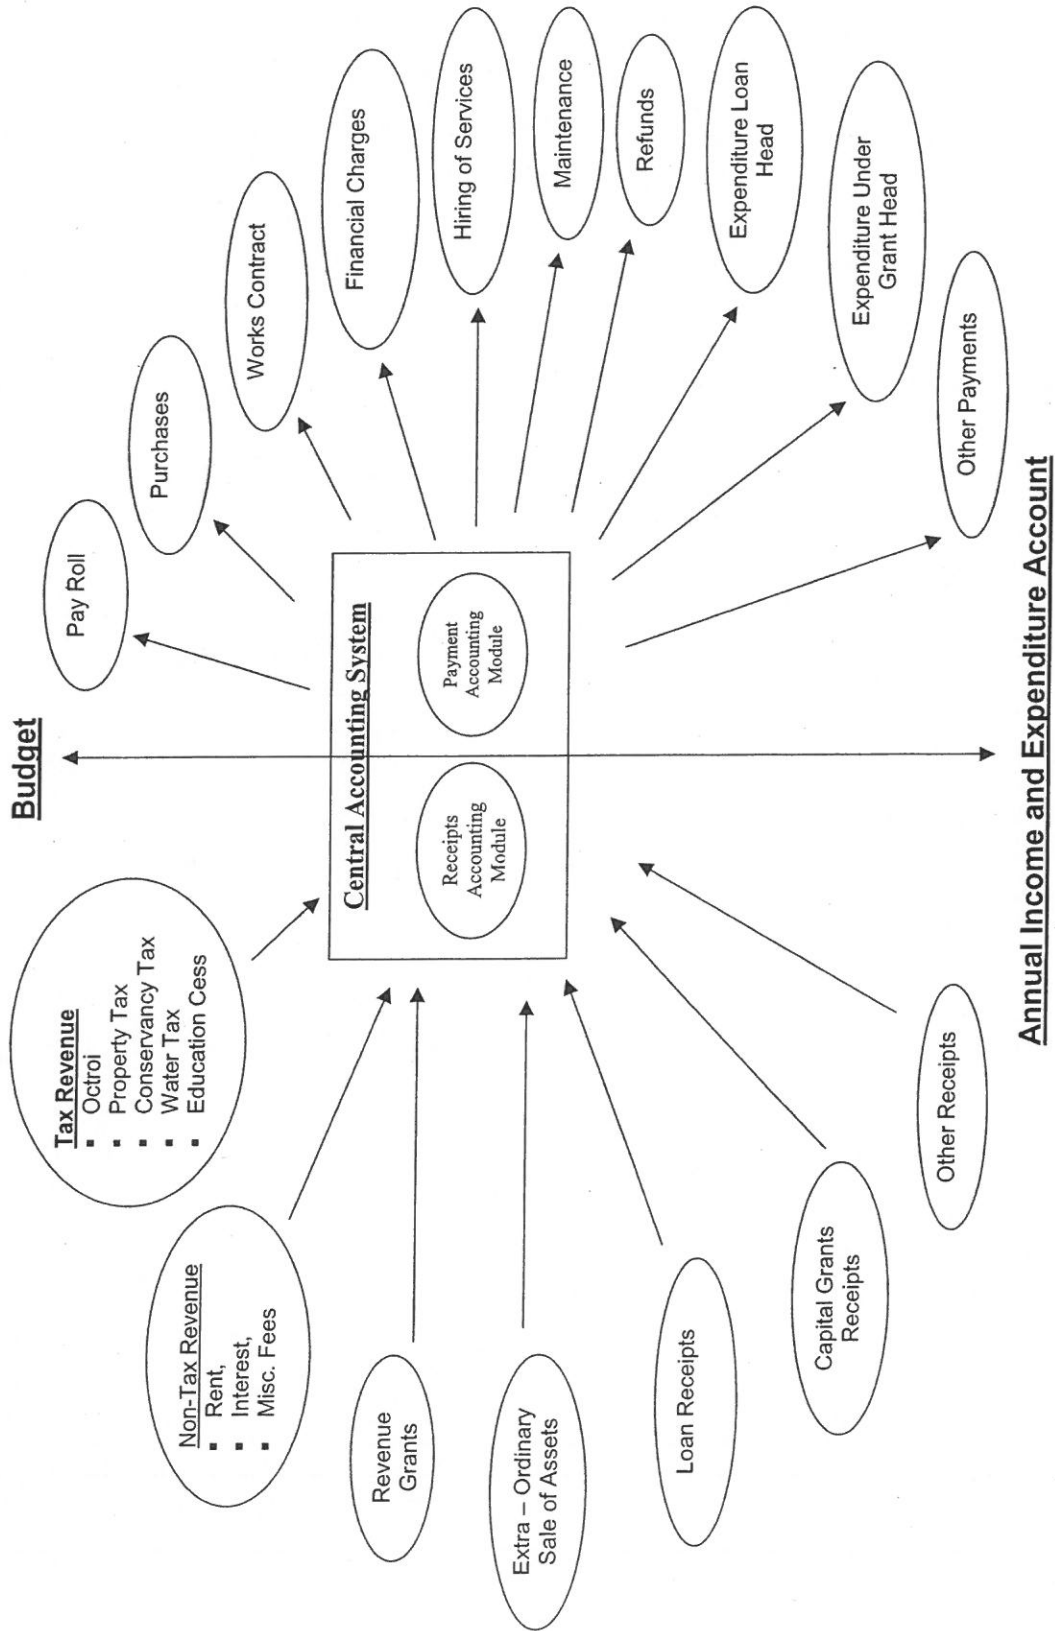 Budget
Tax Revenue
▪ Octroi
▪ Property Tax
▪ Conservancy Tax
▪ Water Tax
▪ Education Cess
Non-Tax Revenue
▪ Rent,
▪ Interest,
▪ Misc. Fees
Revenue
Grants
Extra – Ordinary
Sale of Assets
Loan Receipts
Capital Grants
Receipts
Other Receipts
Central Accounting System
Receipts
Accounting
Module
Payment
Accounting
Module
Pay Roll
Purchases
Works Contract
Financial Charges
Hiring of Services
Maintenance
Refunds
Expenditure Loan
Head
Expenditure Under
Grant Head
Other Payments
Annual Income and Expenditure Account